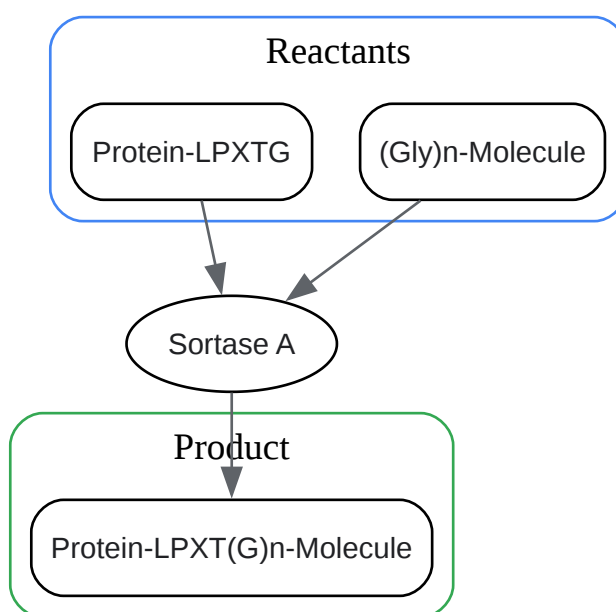 Reactants
Protein-LPXTG
(Gly)n-Molecule
Sortase A
Product
Protein-LPXT(G)n-Molecule